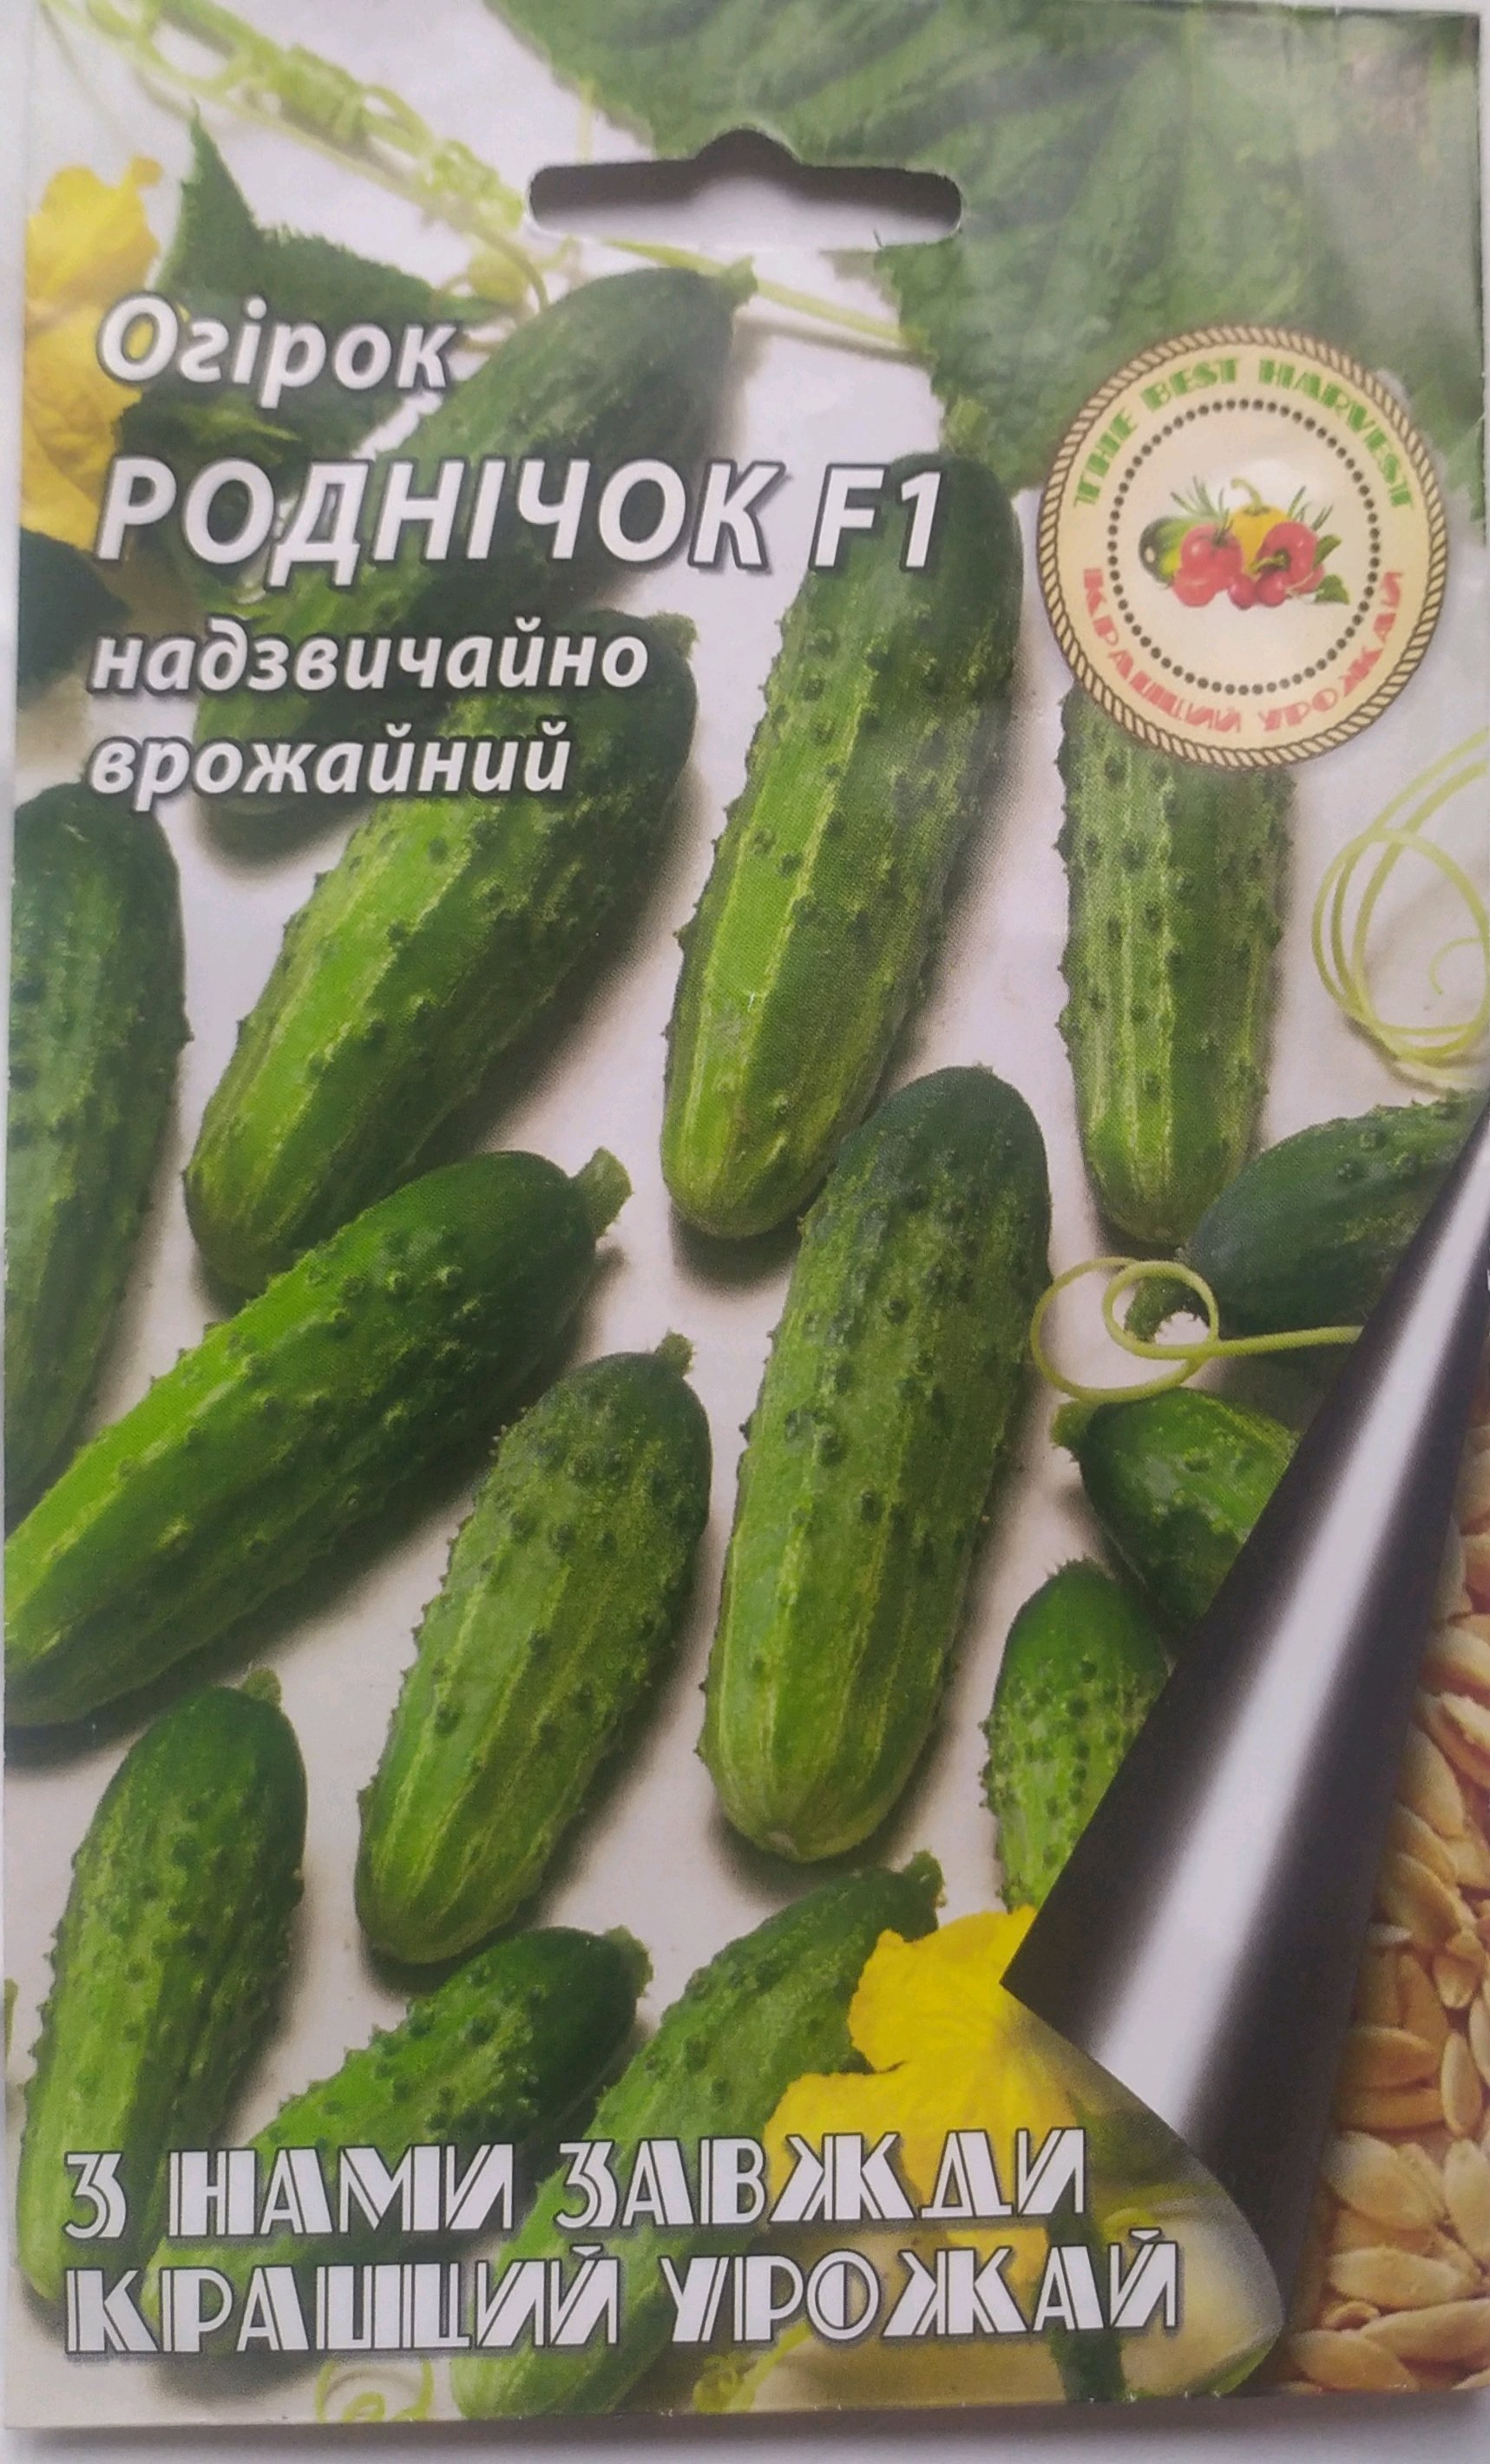 Огірок
РОДНІЧОК F1
надзвичайно
врожайний
THE BEST HARVEST
КРАЩИЙ УРОЖАЙ
З НАМИ ЗАВЖДИ
КРАЩИЙ УРОЖАЙ